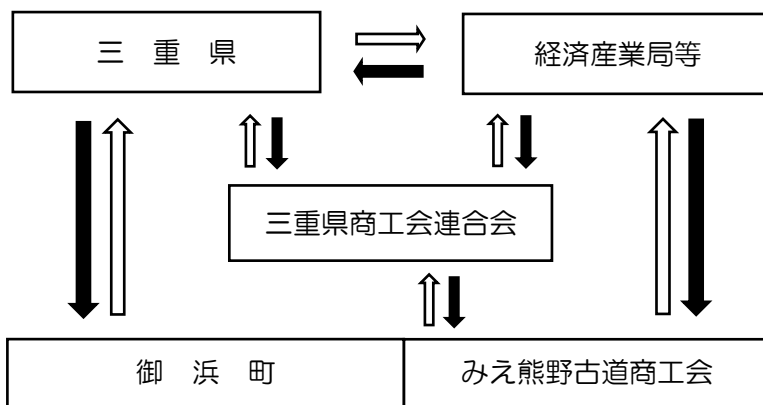 三 重 県
経済産業局等
三重県商工会連合会
御 浜 町
みえ熊野古道商工会